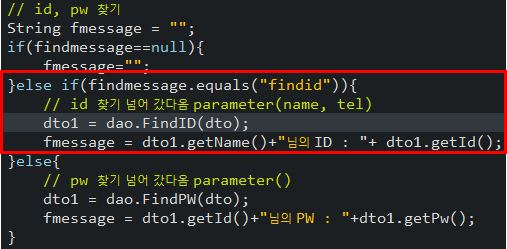 // id, pw 찾기
String fmessage = "";
if(findmessage==null){
    fmessage="";
}else if(findmessage.equals("findid")){
    // id 찾기 넘어 갔다옴 parameter(name, tel)
    dto1 = dao.FindID(dto);
    fmessage = dto1.getName()+"님의 ID : "+ dto1.getId();
}else{
    // pw 찾기 넘어 갔다옴 parameter()
    dto1 = dao.FindPW(dto);
    fmessage = dto1.getId()+"님의 PW : "+dto1.getPw();
}